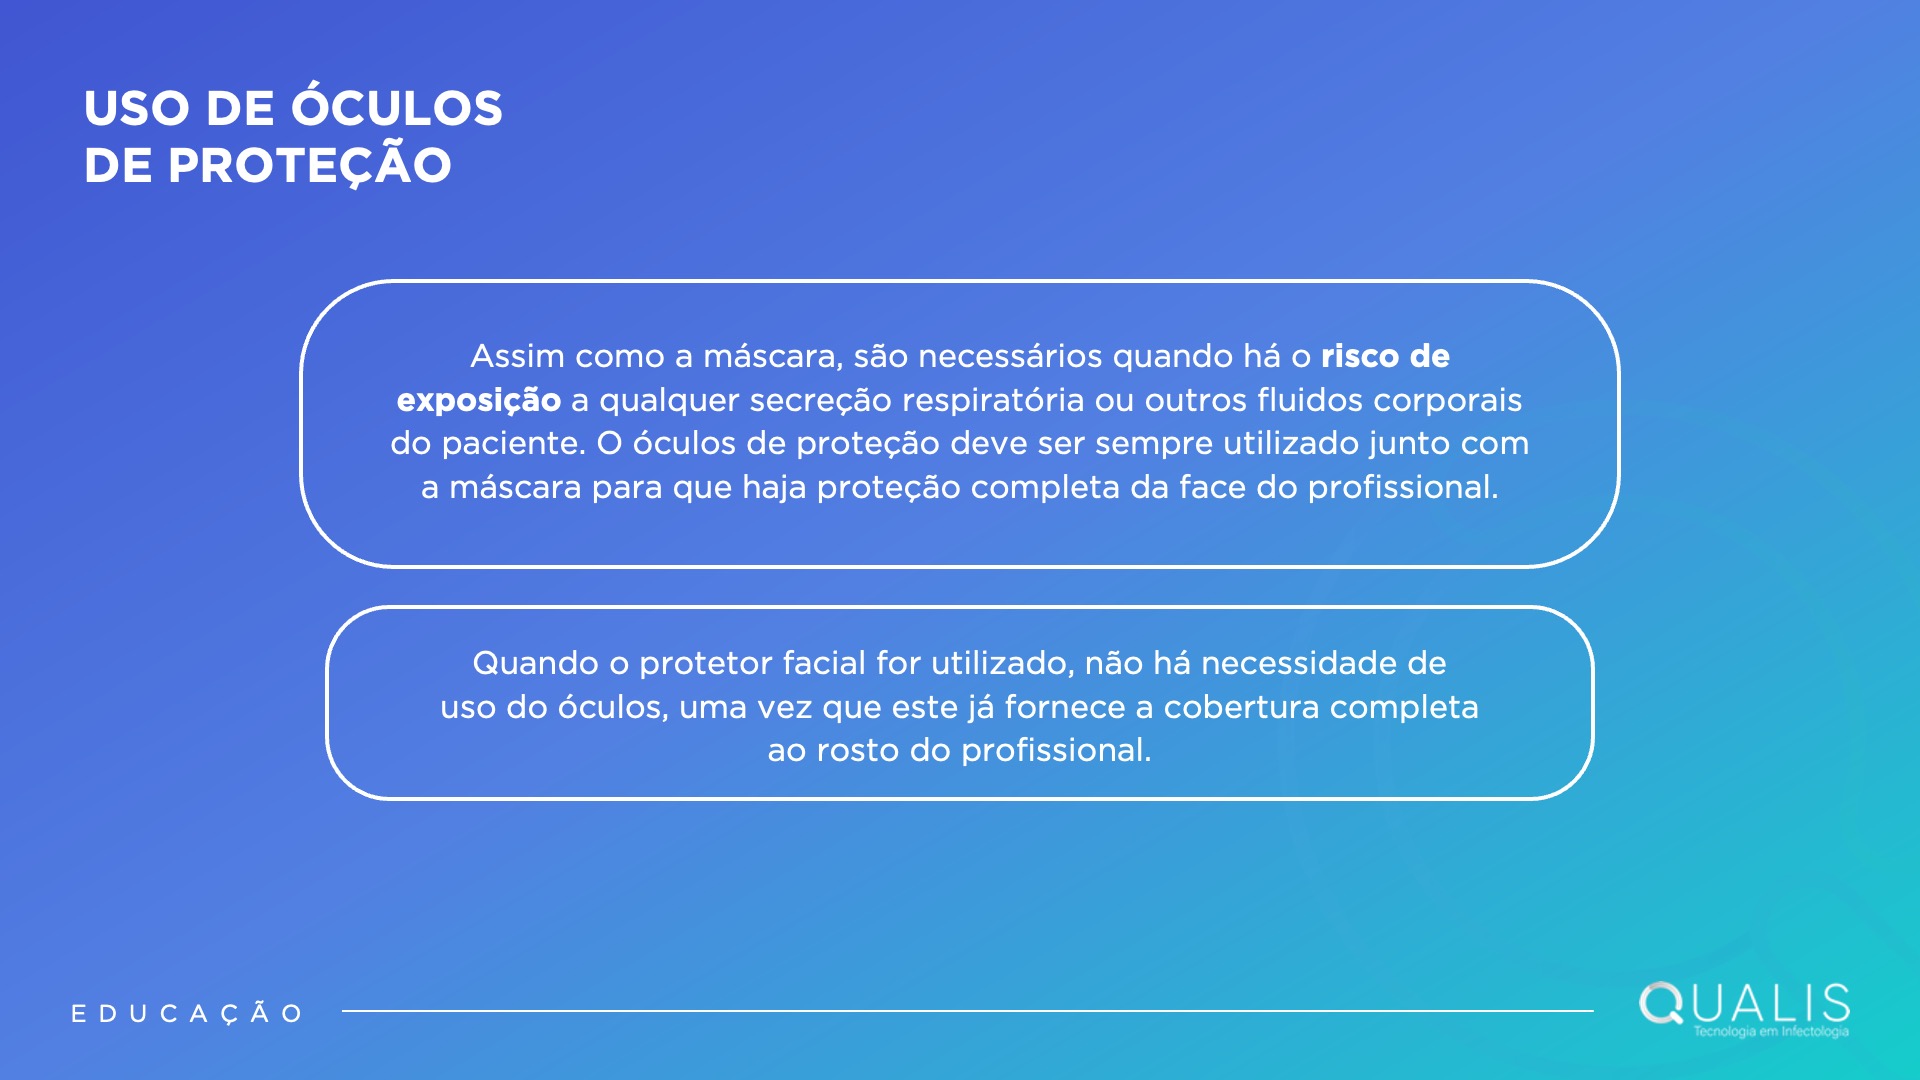 USO DE ÓCULOS
DE PROTEÇÃO
Assim como a máscara, são necessários quando há o risco de
exposição a qualquer secreção respiratória ou outros fluidos corporais
do paciente. O óculos de proteção deve ser sempre utilizado junto com
a máscara para que haja proteção completa da face do profissional.
Quando o protetor facial for utilizado, não há necessidade de
uso do óculos, uma vez que este já fornece a cobertura completa
ao rosto do profissional.
EDUCAÇÃO
QUALIS
Tecnologia em Infectologia